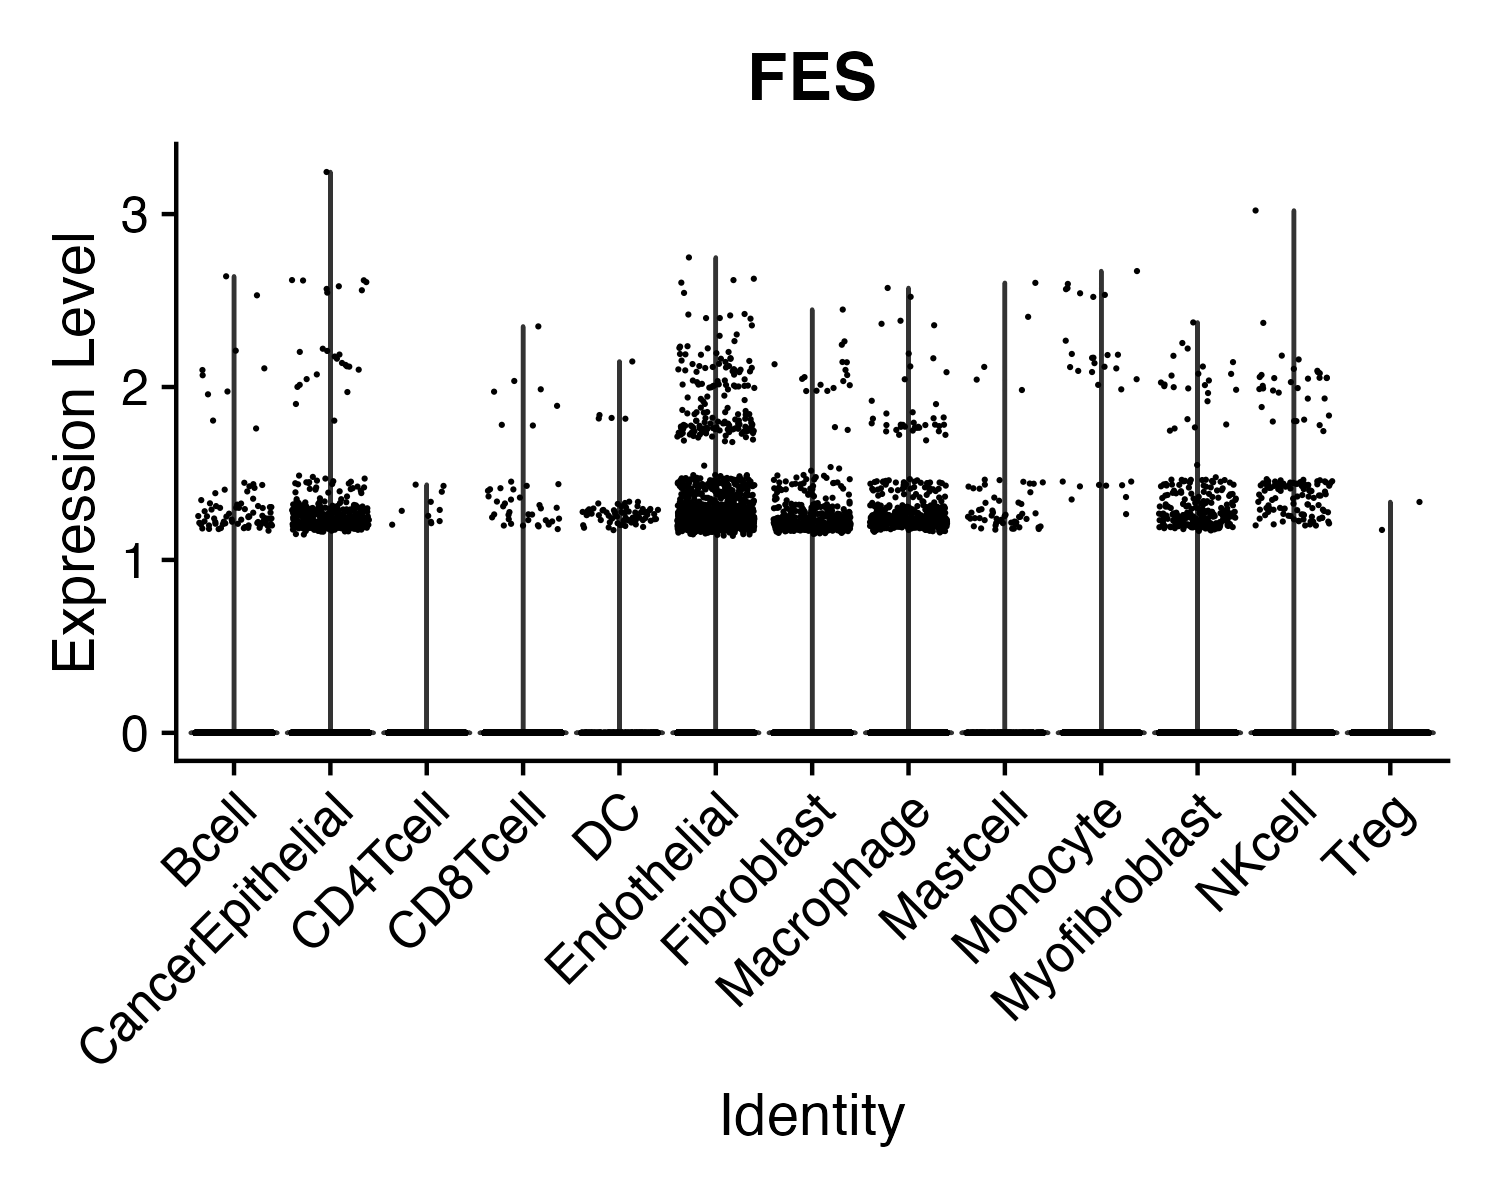 FES
Expression Level
3
2
1
0
Bcell
CancerEpithelial
CD4Tcell
CD8Tcell
DC
Endothelial
Fibroblast
Macrophage
Mastcell
Monocyte
Myofibroblast
NKcell
Treg
Identity